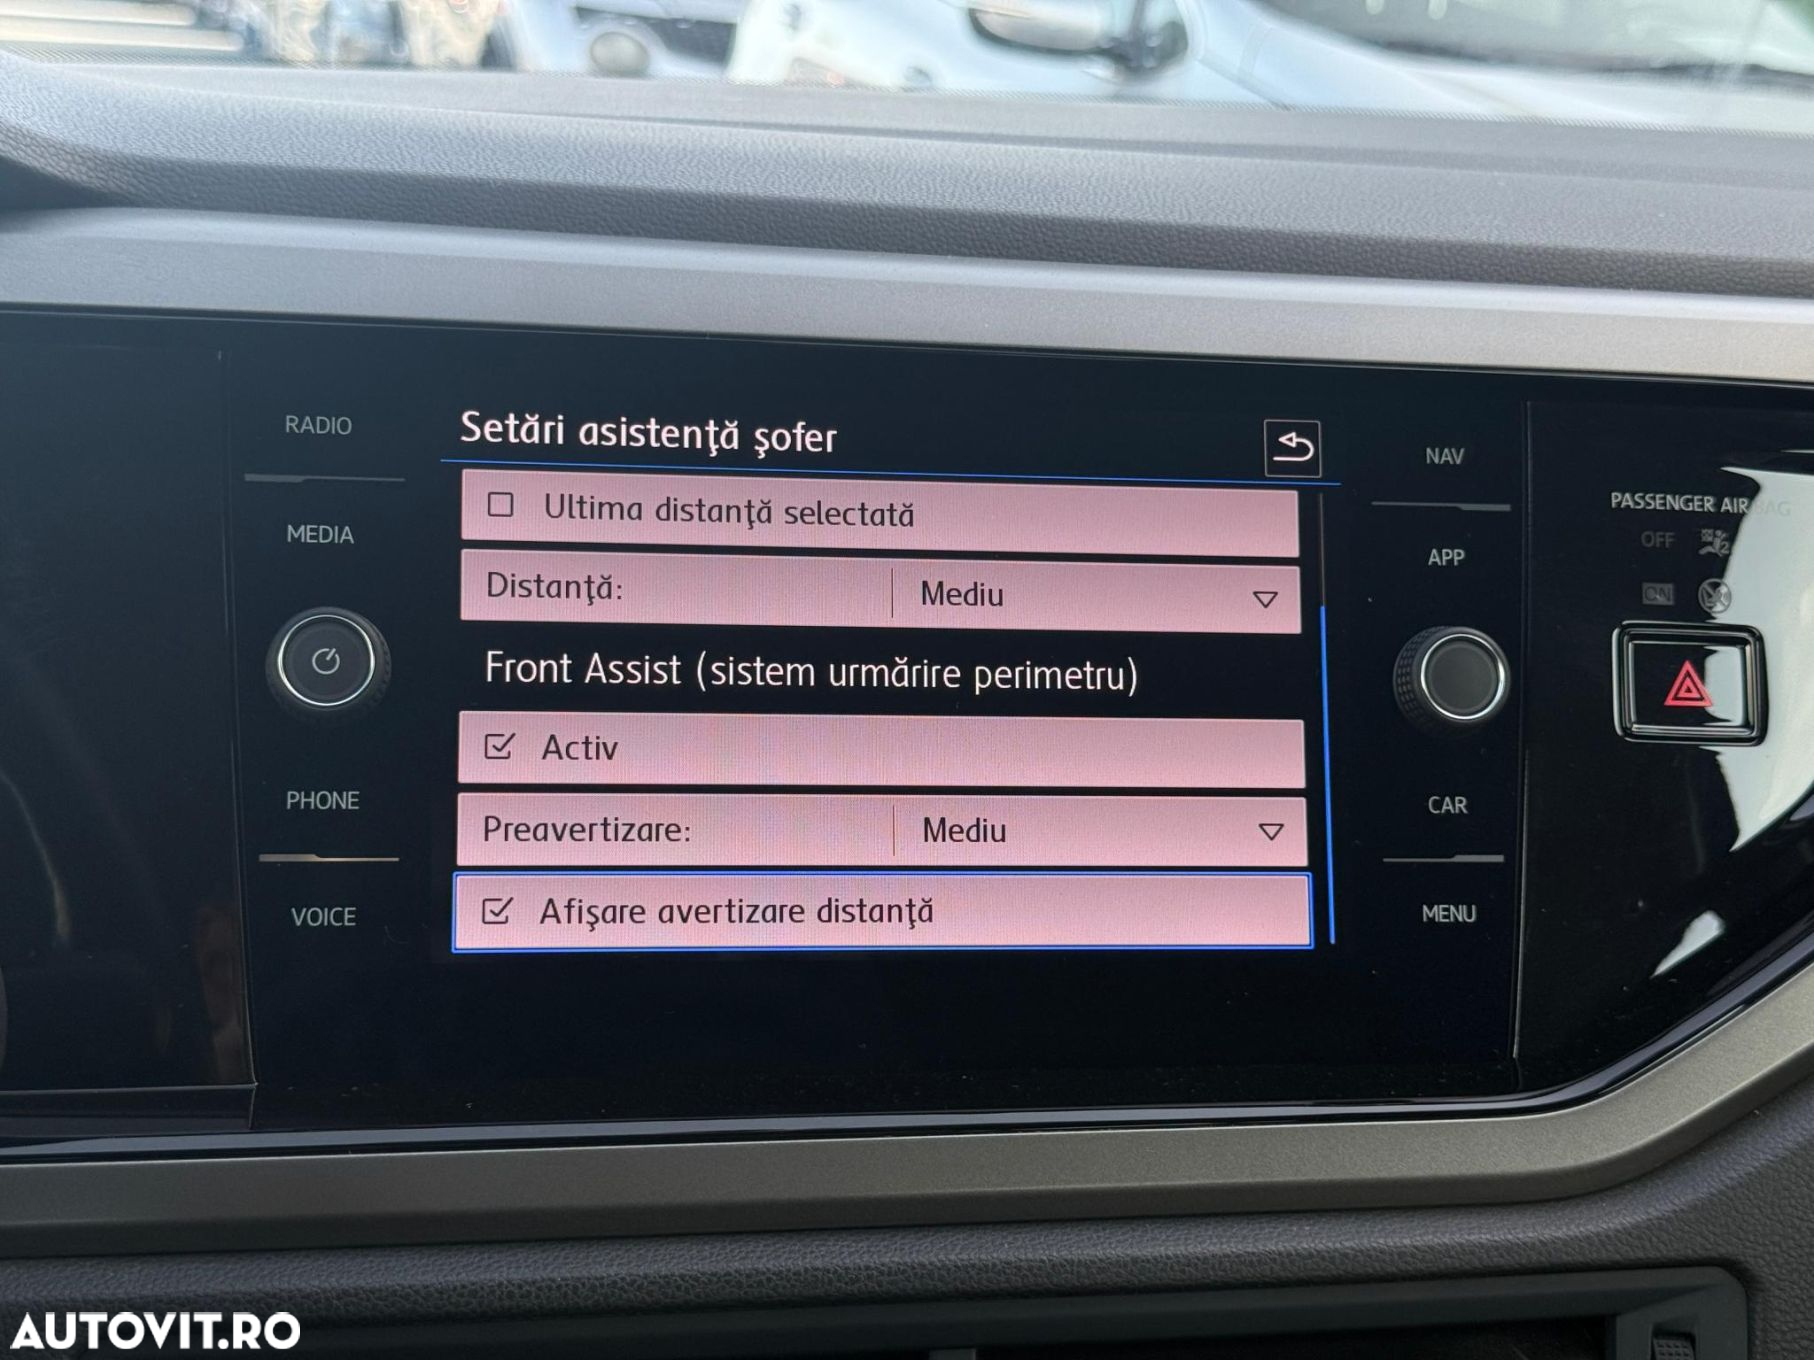 RADIO
MEDIA
PHONE
VOICE
Setări asistenţă şofer
Ultima distanţă selectată
Distanţă: Mediu
Front Assist (sistem urmărire perimetru)
Activ
Preavertizare: Mediu
Afişare avertizare distanţă
NAV
APP
CAR
MENU
PASSENGER AIRBAG
OFF
ON
AUTOVIT.RO